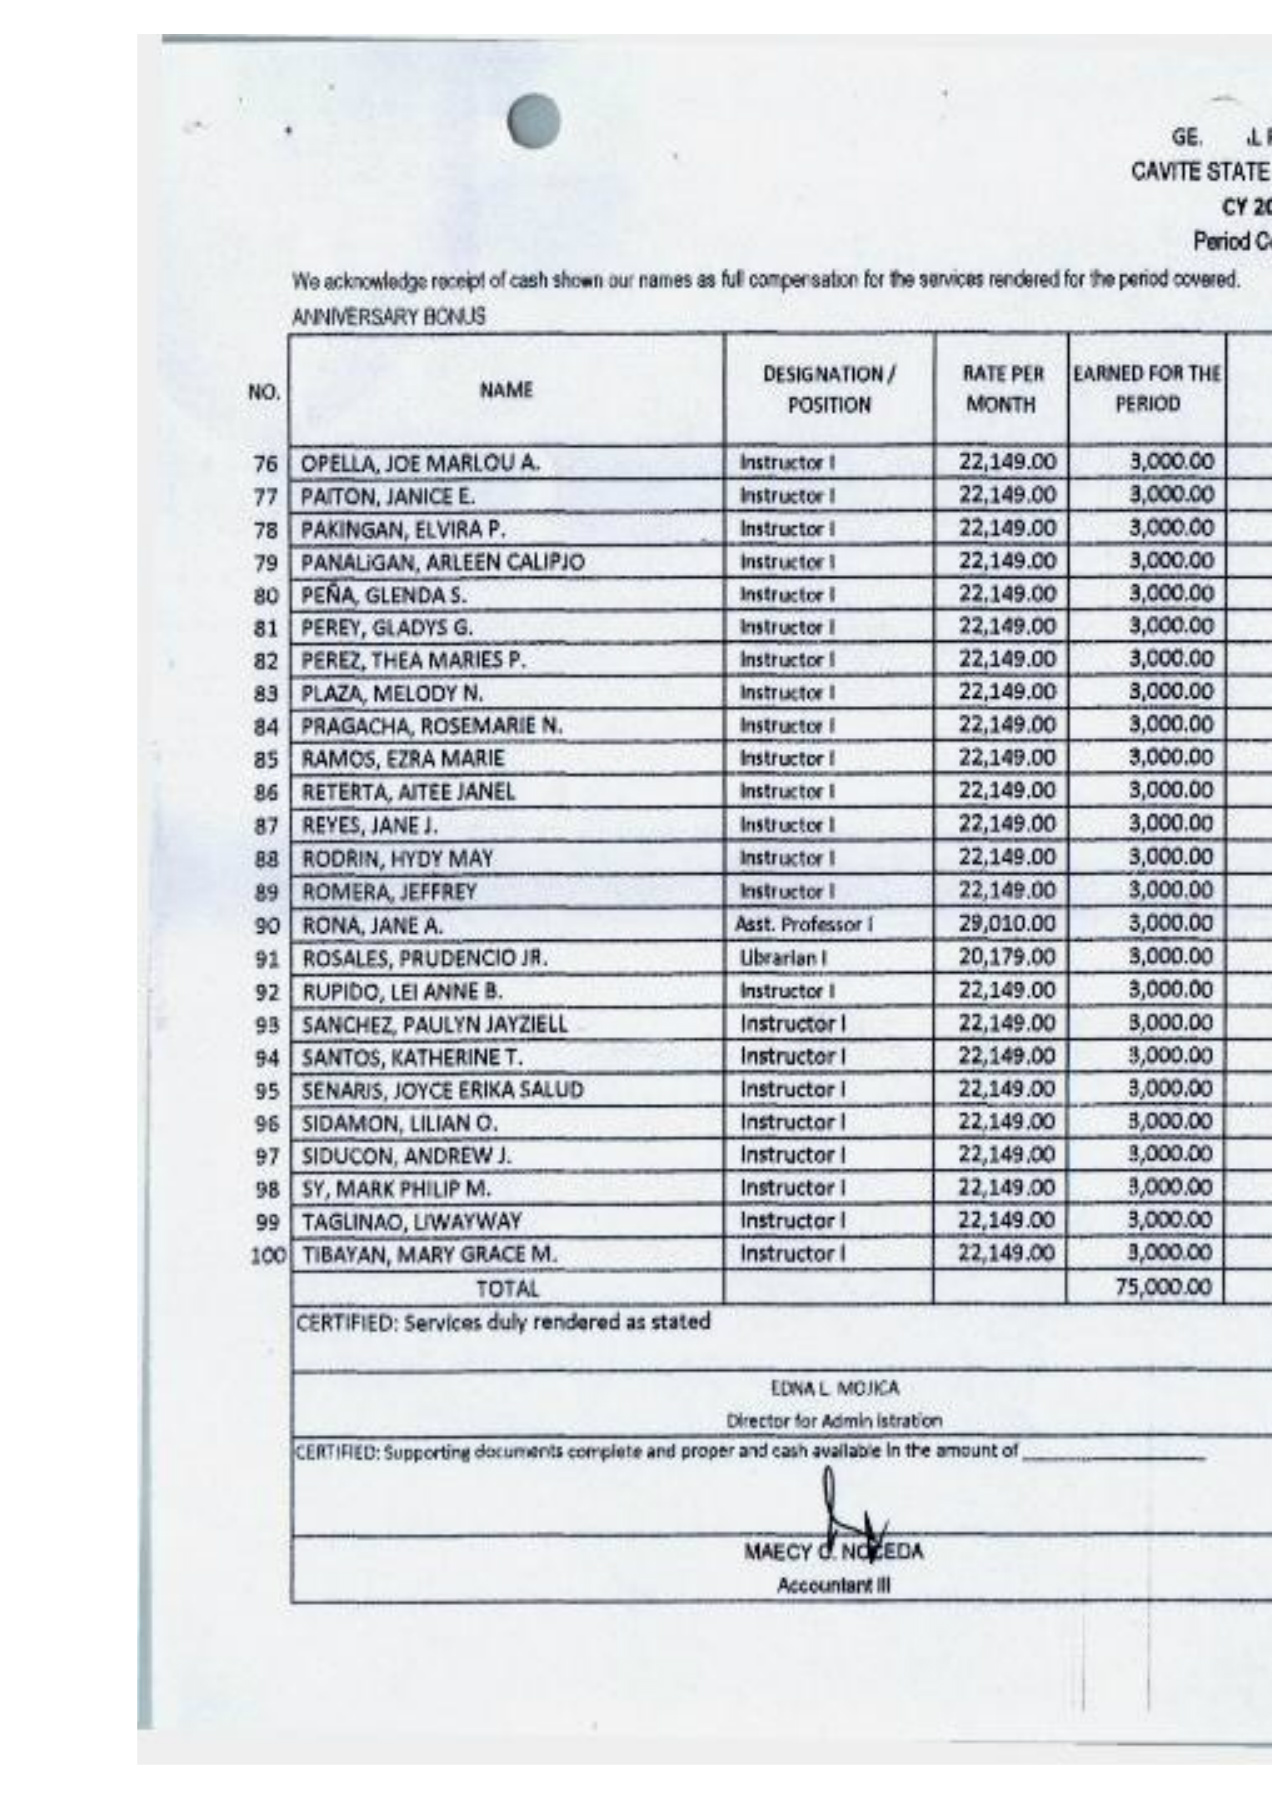 GE. L
CAVITE STATE
CY 20
Period Co
We acknowledge receipt of cash shown our names as full compensation for the services rendered for the period covered.
ANNIVERSARY BONUS
NO. NAME DESIGNATION / POSITION RATE PER MONTH EARNED FOR THE PERIOD
76 OPELLA, JOE MARLOU A. Instructor I 22,149.00 3,000.00
77 PAITON, JANICE E. Instructor I 22,149.00 3,000.00
78 PAKINGAN, ELVIRA P. Instructor I 22,149.00 3,000.00
79 PANALiGAN, ARLEEN CALIPJO Instructor I 22,149.00 3,000.00
80 PEÑA, GLENDA S. Instructor I 22,149.00 3,000.00
81 PEREY, GLADYS G. Instructor I 22,149.00 3,000.00
82 PEREZ, THEA MARIES P. Instructor I 22,149.00 3,000.00
83 PLAZA, MELODY N. Instructor I 22,149.00 3,000.00
84 PRAGACHA, ROSEMARIE N. Instructor I 22,149.00 3,000.00
85 RAMOS, EZRA MARIE Instructor I 22,149.00 3,000.00
86 RETERTA, AITEE JANEL Instructor I 22,149.00 3,000.00
87 REYES, JANE J. Instructor I 22,149.00 3,000.00
88 RODRIN, HYDY MAY Instructor I 22,149.00 3,000.00
89 ROMERA, JEFFREY Instructor I 22,149.00 3,000.00
90 RONA, JANE A. Asst. Professor I 29,010.00 3,000.00
91 ROSALES, PRUDENCIO JR. Librarian I 20,179.00 3,000.00
92 RUPIDO, LEI ANNE B. Instructor I 22,149.00 3,000.00
93 SANCHEZ, PAULYN JAYZIELL Instructor I 22,149.00 3,000.00
94 SANTOS, KATHERINE T. Instructor I 22,149.00 3,000.00
95 SENARIS, JOYCE ERIKA SALUD Instructor I 22,149.00 3,000.00
96 SIDAMON, LILIAN O. Instructor I 22,149.00 3,000.00
97 SIDUCON, ANDREW J. Instructor I 22,149.00 3,000.00
98 SY, MARK PHILIP M. Instructor I 22,149.00 3,000.00
99 TAGLINAO, LIWAYWAY Instructor I 22,149.00 3,000.00
100 TIBAYAN, MARY GRACE M. Instructor I 22,149.00 3,000.00
TOTAL 75,000.00
CERTIFIED: Services duly rendered as stated
EDNA L. MOJICA
Director for Admin istration
CERTIFIED: Supporting documents complete and proper and cash available in the amount of
MAECY C. NOCEDA
Accountant III